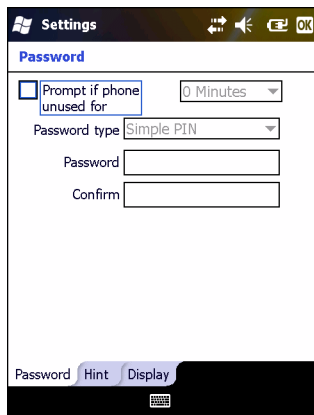 Settings
OK
Password
Prompt if phone
unused for
0 Minutes
Password type
Simple PIN
Password
Confirm
Password
Hint
Display